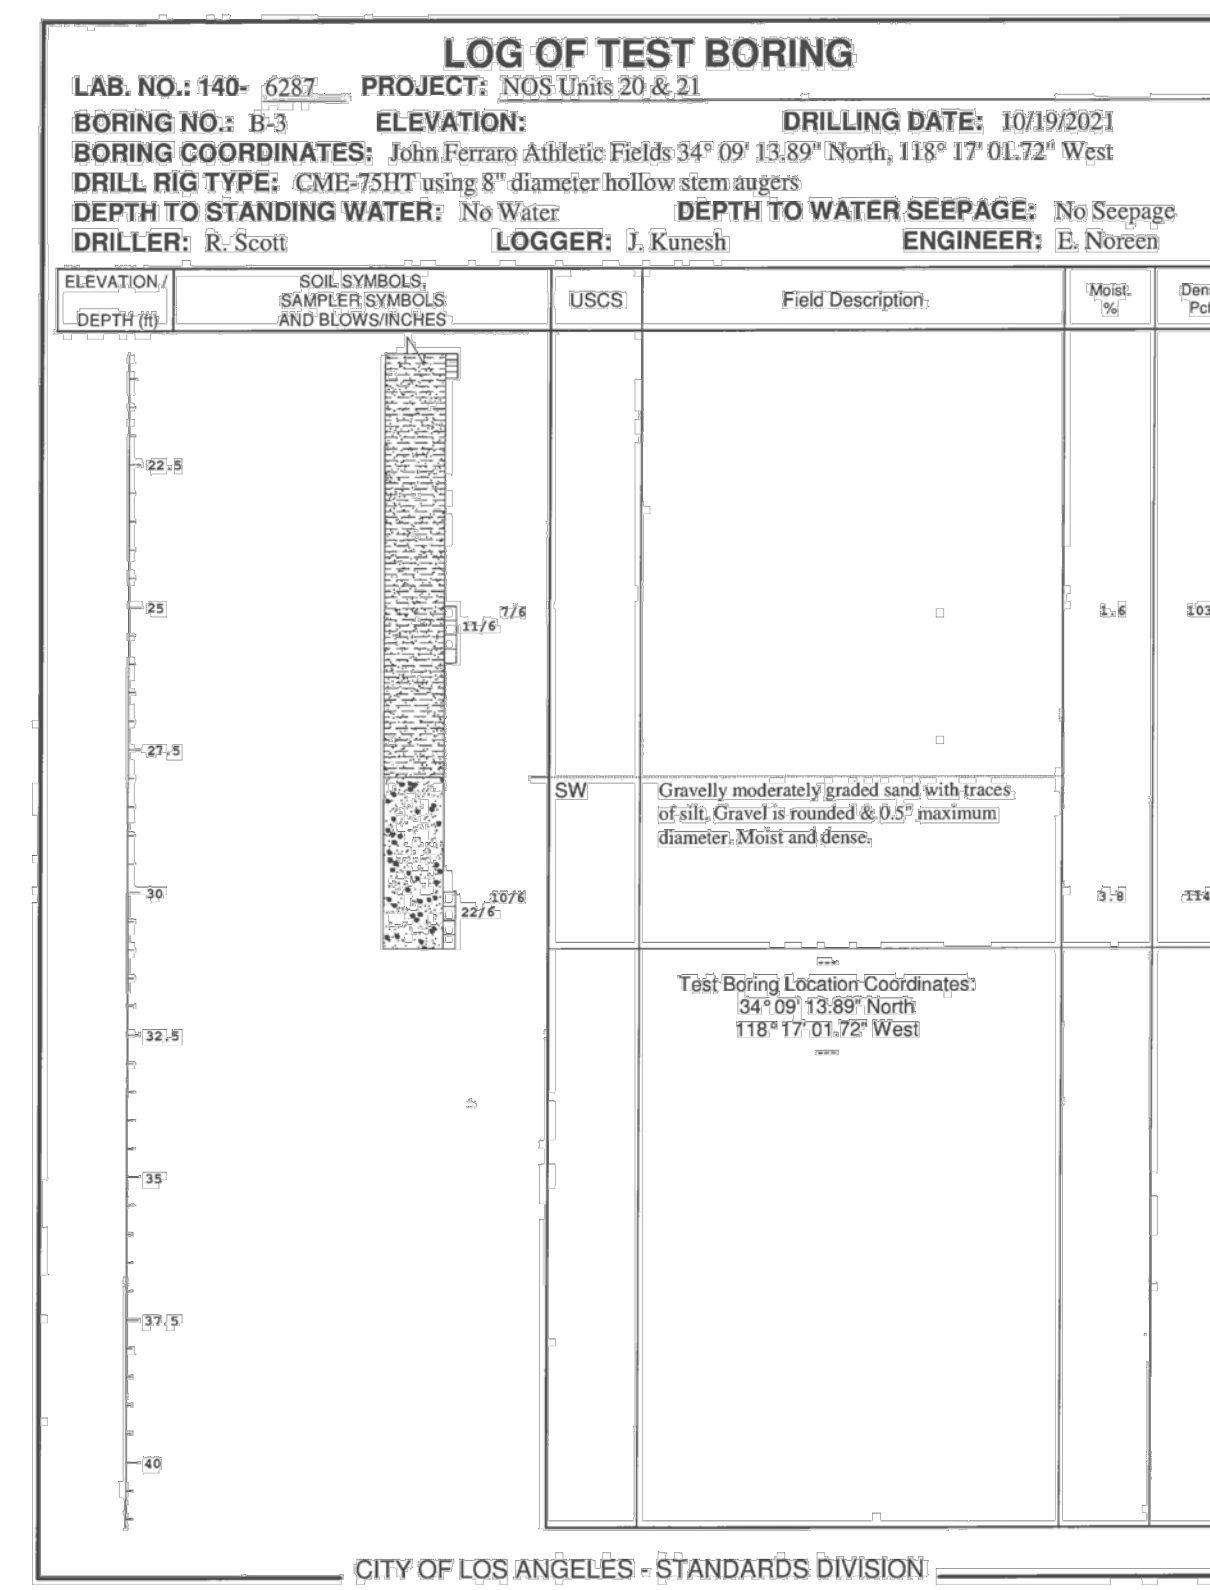 LOG OF TEST BORING
LAB. NO.: 140- 6287 PROJECT: NOS Units 20 & 21
BORING NO.: B-3 ELEVATION: DRILLING DATE: 10/19/2021
BORING COORDINATES: John Ferraro Athletic Fields 34° 09' 13.89" North, 118° 17' 01.72" West
DRILL RIG TYPE: CME-75HT using 8" diameter hollow stem augers
DEPTH TO STANDING WATER: No Water DEPTH TO WATER SEEPAGE: No Seepage
DRILLER: R. Scott LOGGER: J. Kunesh ENGINEER: E. Noreen
ELEVATION / DEPTH (ft)
SOIL SYMBOLS,
SAMPLER SYMBOLS
AND BLOWS/INCHES
USCS
Field Description
Moist.
%
Den
Pc
22.5
25 7/6 1.6 103
11/6
27.5
SW Gravelly moderately graded sand with traces
of silt. Gravel is rounded & 0.5" maximum
diameter. Moist and dense.
30 10/6 3.8 114
22/6
---
Test Boring Location Coordinates:
34° 09' 13.89" North
118° 17' 01.72" West
---
32.5
35
37.5
40
CITY OF LOS ANGELES - STANDARDS DIVISION